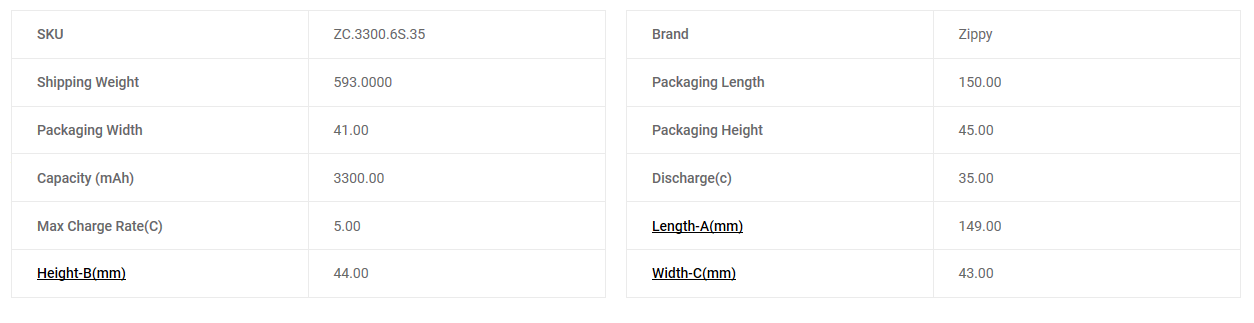 SKU ZC.3300.6S.35 Brand Zippy
Shipping Weight 593.0000 Packaging Length 150.00
Packaging Width 41.00 Packaging Height 45.00
Capacity (mAh) 3300.00 Discharge(c) 35.00
Max Charge Rate(C) 5.00 Length-A(mm) 149.00
Height-B(mm) 44.00 Width-C(mm) 43.00